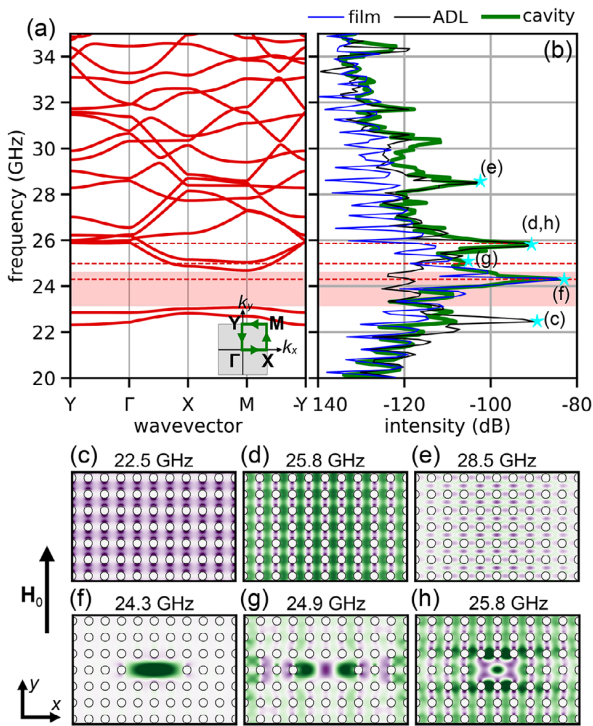 film ADL cavity
(a) (b)
34
32
30
28
26
24
22
20
frequency (GHz)
Y Γ X M -Y
wavevector
k_y
Y M
Γ X k_x
(e)
(d,h)
(g)
(f)
(c)
140 -120 -100 -80
intensity (dB)
(c) 22.5 GHz (d) 25.8 GHz (e) 28.5 GHz
H_0
(f) 24.3 GHz (g) 24.9 GHz (h) 25.8 GHz
y
x